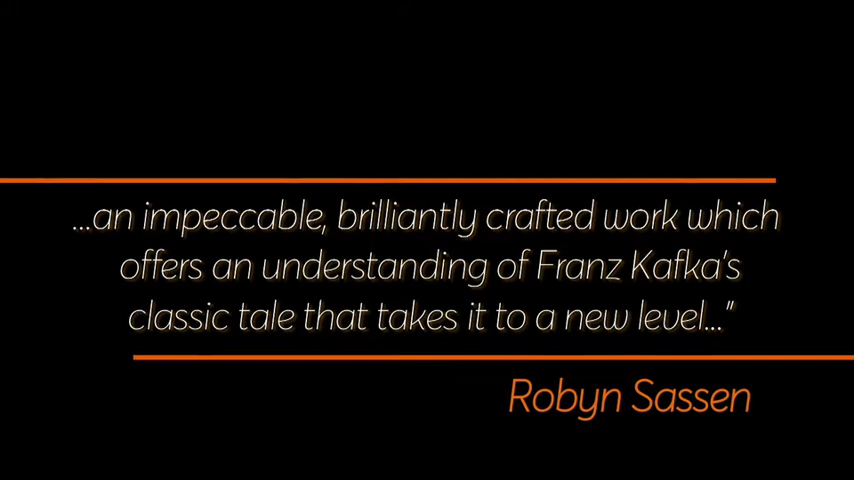 ...an impeccable, brilliantly crafted work which
offers an understanding of Franz Kafka's
classic tale that takes it to a new level..."
Robyn Sassen